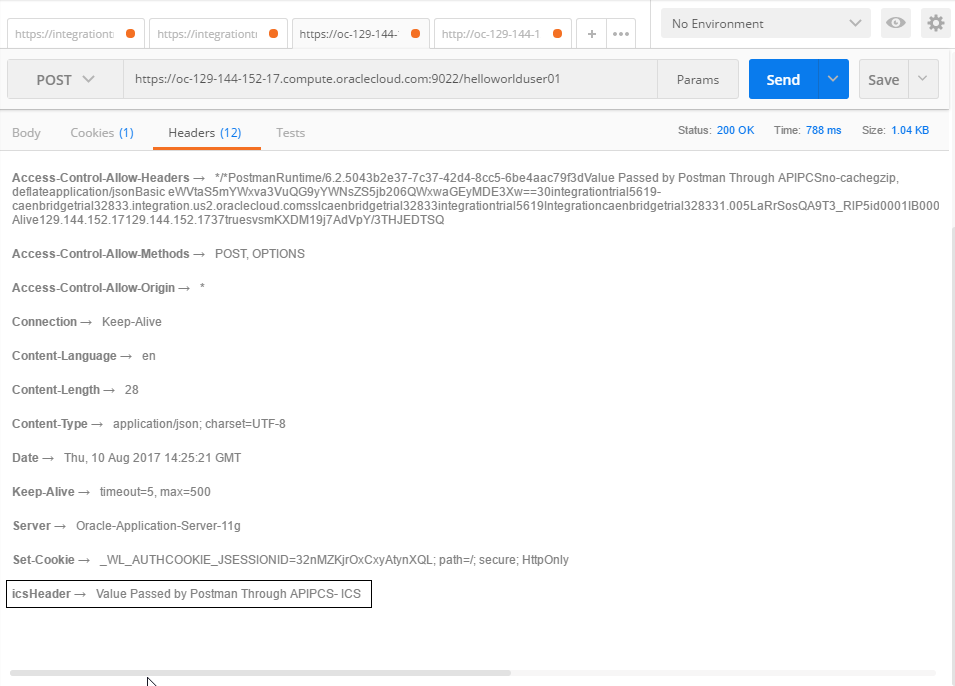 https://integrationt
https://integrationtı
https://oc-129-144-
http://oc-129-144-1
+
•••
No Environment
POST
https://oc-129-144-152-17.compute.oraclecloud.com:9022/helloworlduser01
Params
Send
Save
Body
Cookies (1)
Headers (12)
Tests
Status: 200 OK
Time: 788 ms
Size: 1.04 KB
Access-Control-Allow-Headers → */*PostmanRuntime/6.2.5043b2e37-7c37-42d4-8cc5-6be4aac79f3dValue Passed by Postman Through APIPCSno-cachegzip,
deflateapplication/jsonBasic eWVtaS5mYWxva3VuQG9yYWNsZS5jb206QWxwaGEyMDE3Xw==30integrationtrial5619-
caenbridgetrial32833.integration.us2.oraclecloud.comsslcaenbridgetrial32833integrationtrial5619Integrationcaenbridgetrial328331.005LaRrSosQA9T3_RIP5id0001IB000
Alive129.144.152.17129.144.152.1737truesvsmKXDM19j7AdVpY/3THJEDTSQ
Access-Control-Allow-Methods → POST, OPTIONS
Access-Control-Allow-Origin → *
Connection → Keep-Alive
Content-Language → en
Content-Length → 28
Content-Type → application/json; charset=UTF-8
Date → Thu, 10 Aug 2017 14:25:21 GMT
Keep-Alive → timeout=5, max=500
Server → Oracle-Application-Server-11g
Set-Cookie → _WL_AUTHCOOKIE_JSESSIONID=32nMZKjrOxCxyAtynXQL; path=/; secure; HttpOnly
icsHeader → Value Passed by Postman Through APIPCS- ICS